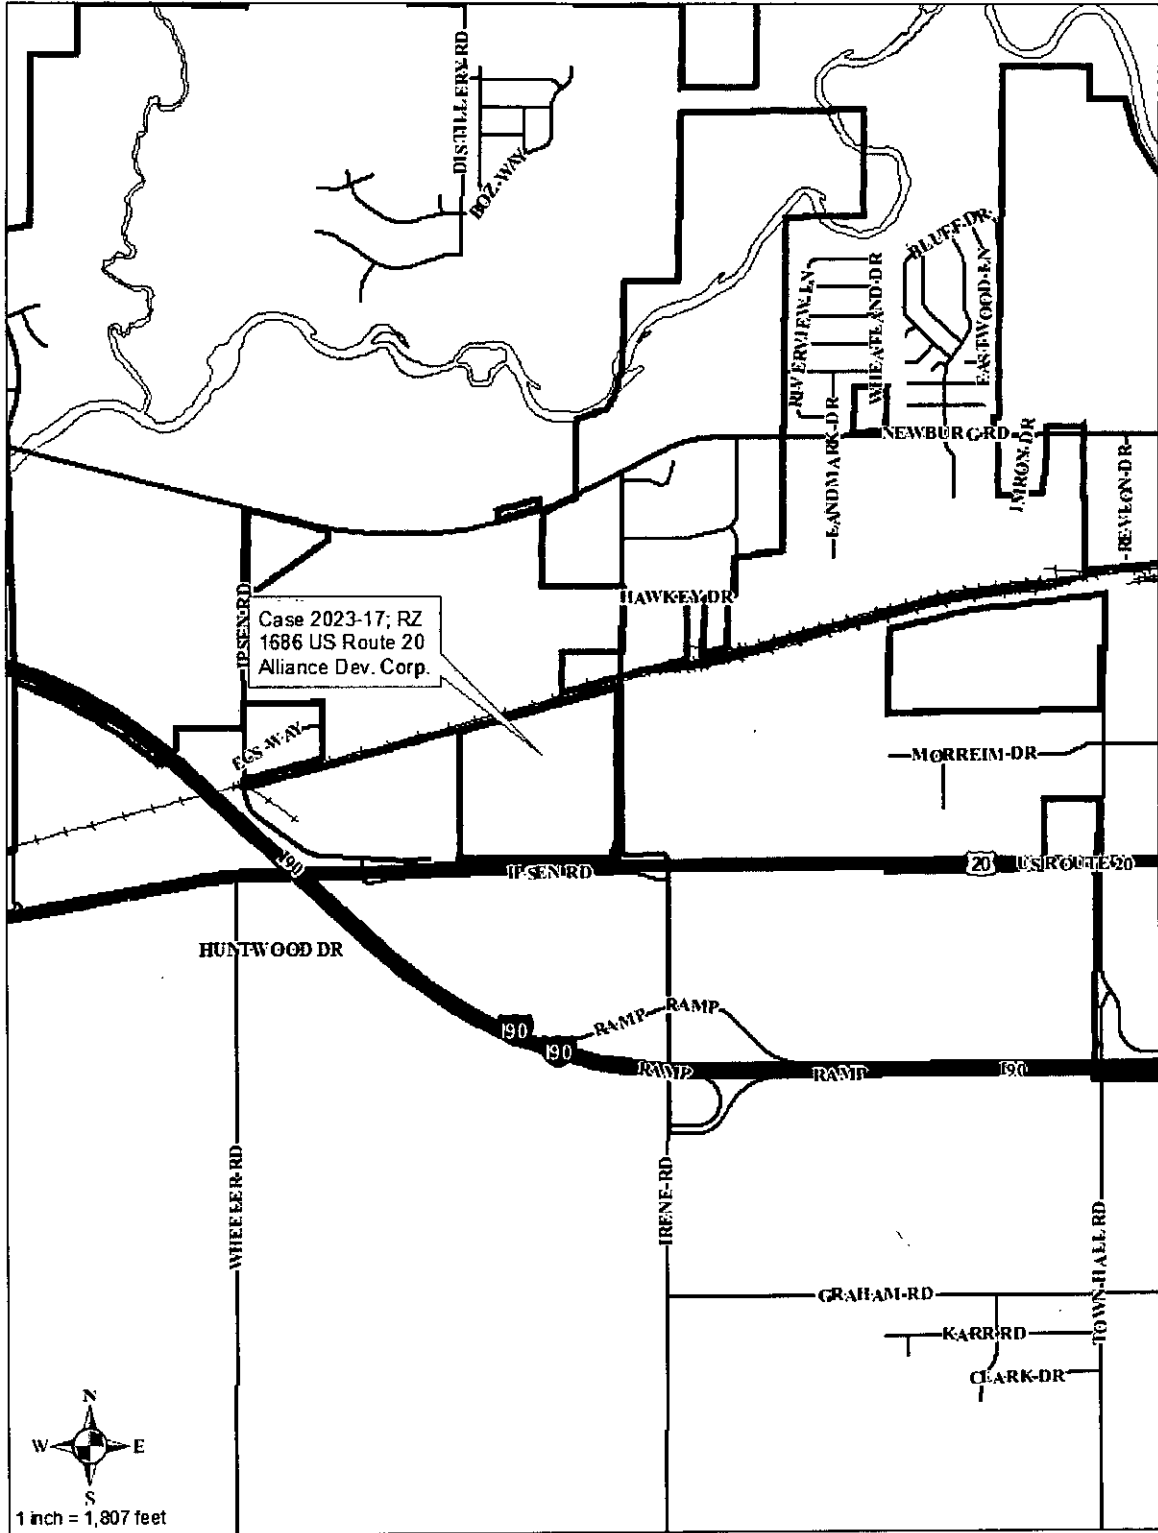 DISTILLERY RD
BOZ WAY
BLUFF DR
RIVERVIEW LN
WHEATLAND DR
EASTWOOD LN
LANDMARK DR
NEWBURG RD
IMRON DR
REVLON DR
IPSEN RD
HAWKEY DR
Case 2023-17; RZ
1686 US Route 20
Alliance Dev. Corp.
EGS WAY
MORREIM DR
I90
IPSEN RD
20
US ROUTE 20
HUNTWOOD DR
I90
I90
RAMP
RAMP
RAMP
RAMP
I90
WHEELER RD
IRENE RD
TOWN HALL RD
GRAHAM RD
KARR RD
CLARK DR
N
W
E
S
1 inch = 1,807 feet